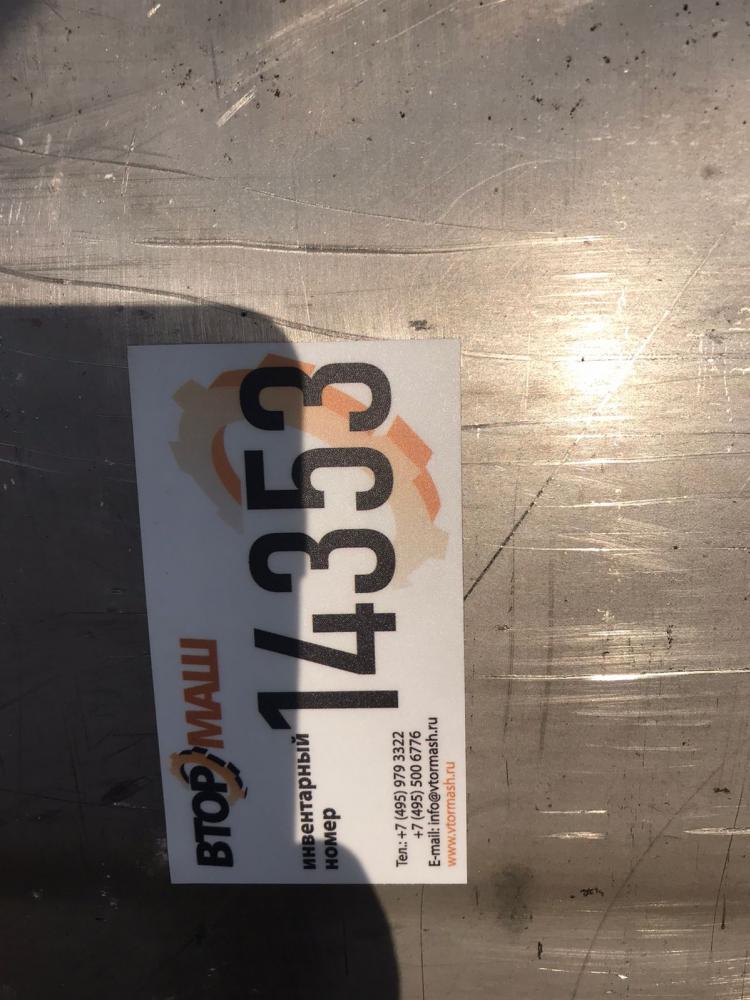 ВТОРМАШ
инвентарный
номер
14353
Тел.: +7 (495) 979 3322
+7 (495) 500 6776
E-mail: info@vtormash.ru
www.vtormash.ru